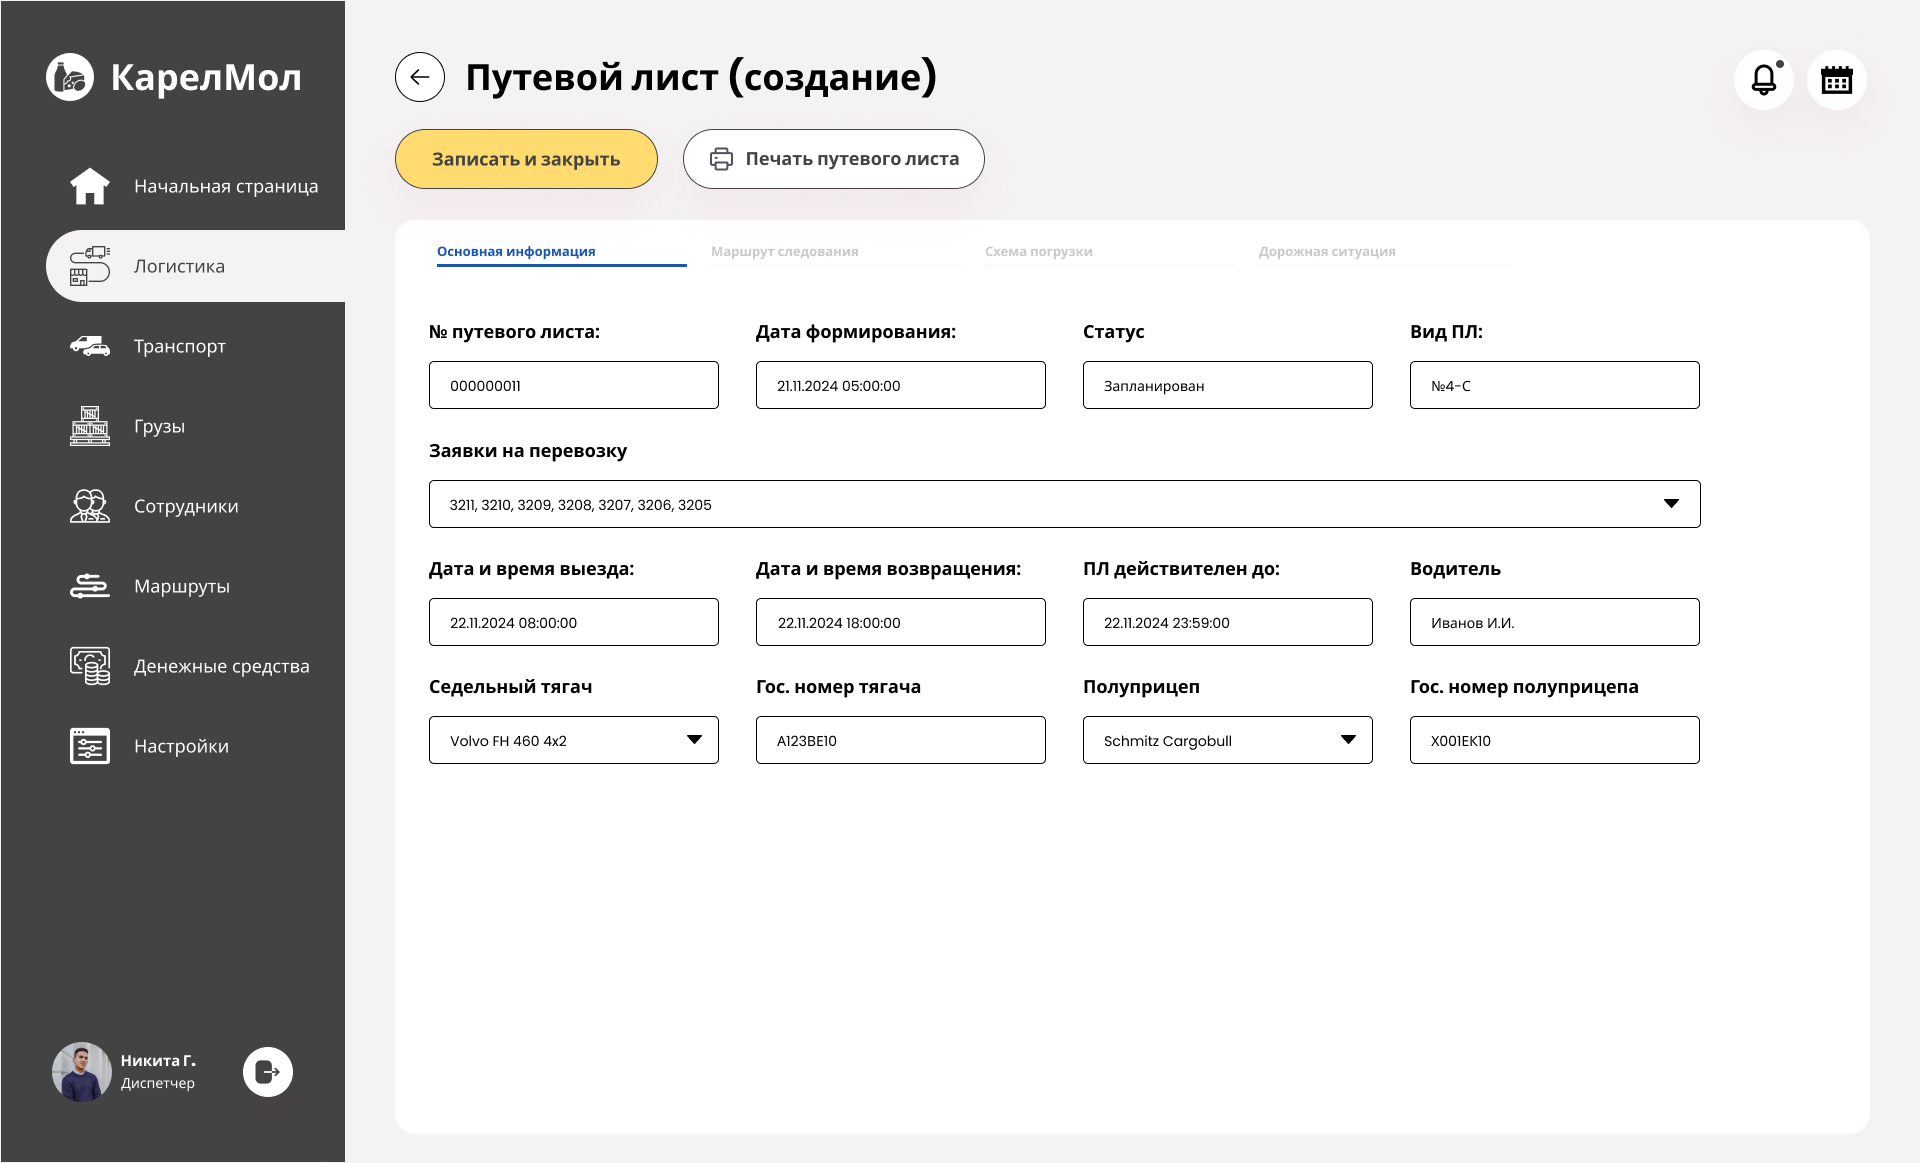 КарелМол
Начальная страница
Логистика
Транспорт
Грузы
Сотрудники
Маршруты
Денежные средства
Настройки
Никита Г.
Диспетчер
Путевой лист (создание)
Записать и закрыть
Печать путевого листа
Основная информация
Маршрут следования
Схема погрузки
Дорожная ситуация
№ путевого листа:
Дата формирования:
Статус
Вид ПЛ:
000000011
21.11.2024 05:00:00
Запланирован
№4-С
Заявки на перевозку
3211, 3210, 3209, 3208, 3207, 3206, 3205
Дата и время выезда:
Дата и время возвращения:
ПЛ действителен до:
Водитель
22.11.2024 08:00:00
22.11.2024 18:00:00
22.11.2024 23:59:00
Иванов И.И.
Седельный тягач
Гос. номер тягача
Полуприцеп
Гос. номер полуприцепа
Volvo FH 460 4x2
А123ВЕ10
Schmitz Cargobull
Х001ЕК10